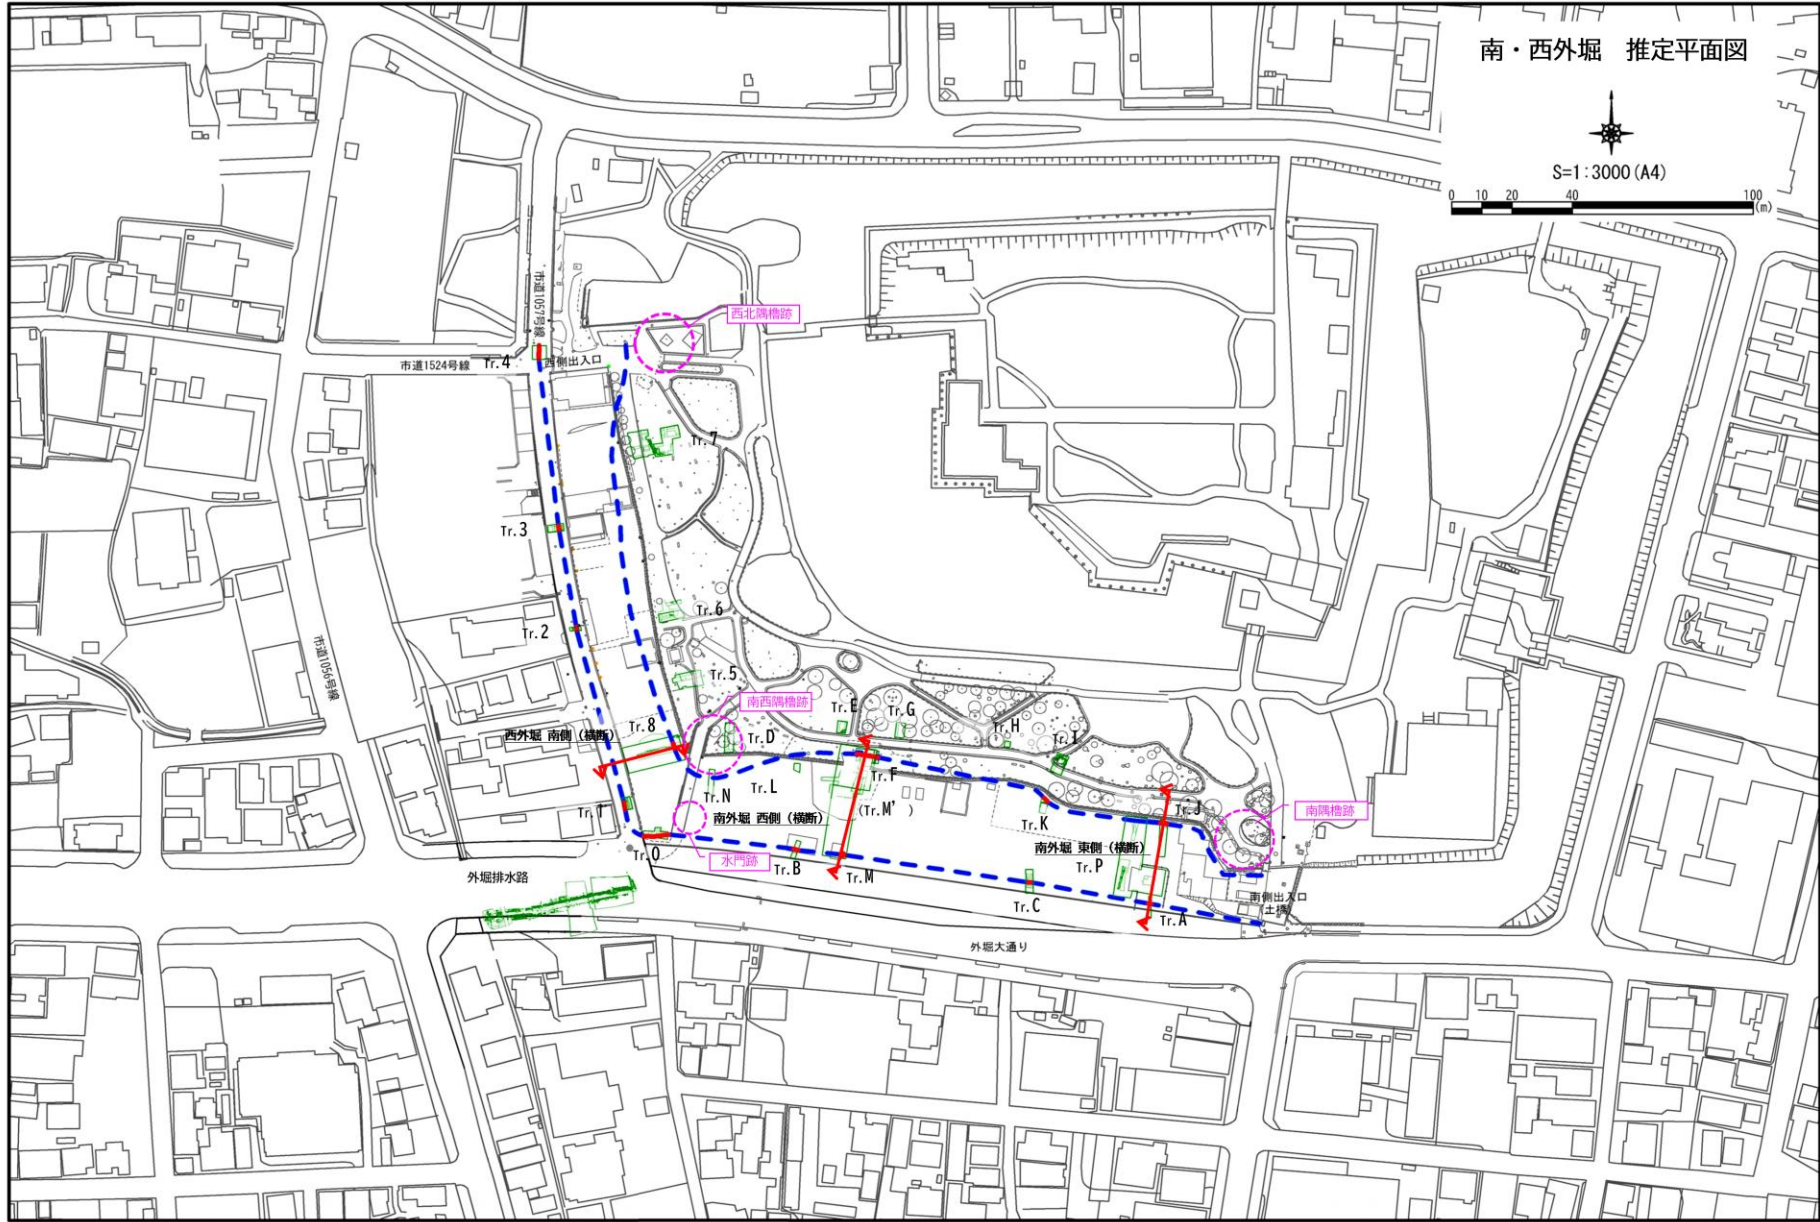 南・西外堀　推定平面図
S=1:3000(A4)
0 10 20 40 100
(m)
市道1057号線
西北隅櫓跡
市道1524号線
Tr.4
西側出入口
Tr.7
Tr.3
Tr.6
Tr.2
市道1056号線
Tr.5
南西隅櫓跡
Tr.8
Tr.E
Tr.G
Tr.H
Tr.I
西外堀 南側（横断）
Tr.D
Tr.L
Tr.F
Tr.N
(Tr.M')
Tr.K
Tr.J
南隅櫓跡
Tr.1
南外堀 西側（横断）
南外堀 東側（横断）
Tr.O
水門跡
Tr.B
Tr.M
Tr.P
Tr.C
Tr.A
外堀排水路
南側出入口
(土橋)
外堀大通り